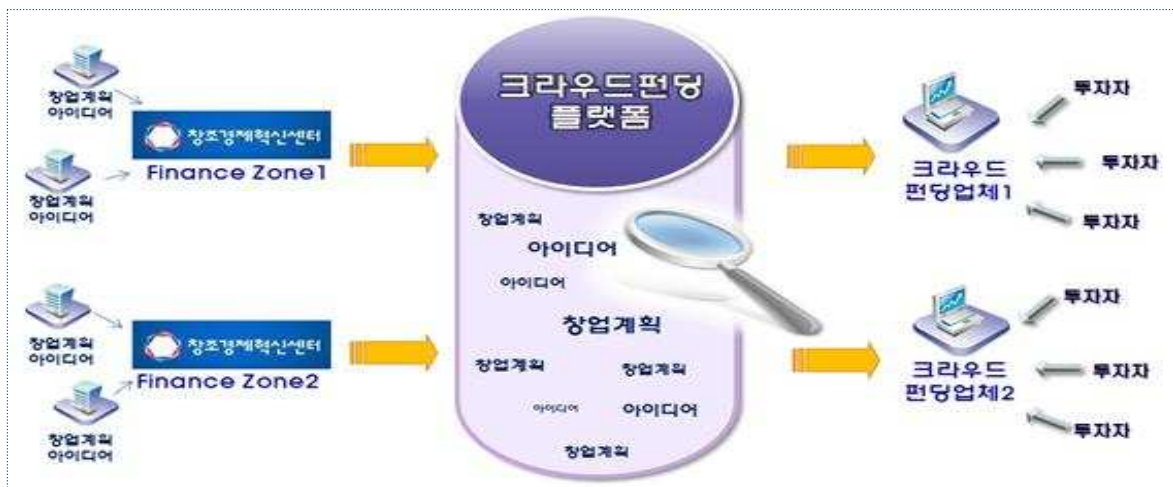 창업계획
아이디어
창조경제혁신센터
Finance Zone1
창업계획
아이디어
크라우드펀딩
플랫폼
창업계획
아이디어
아이디어
창업계획
창업계획
창업계획
아이디어
아이디어
창업계획
크라우드
펀딩업체1
투자자
투자자
투자자
창업계획
아이디어
창조경제혁신센터
Finance Zone2
창업계획
아이디어
크라우드
펀딩업체2
투자자
투자자
투자자